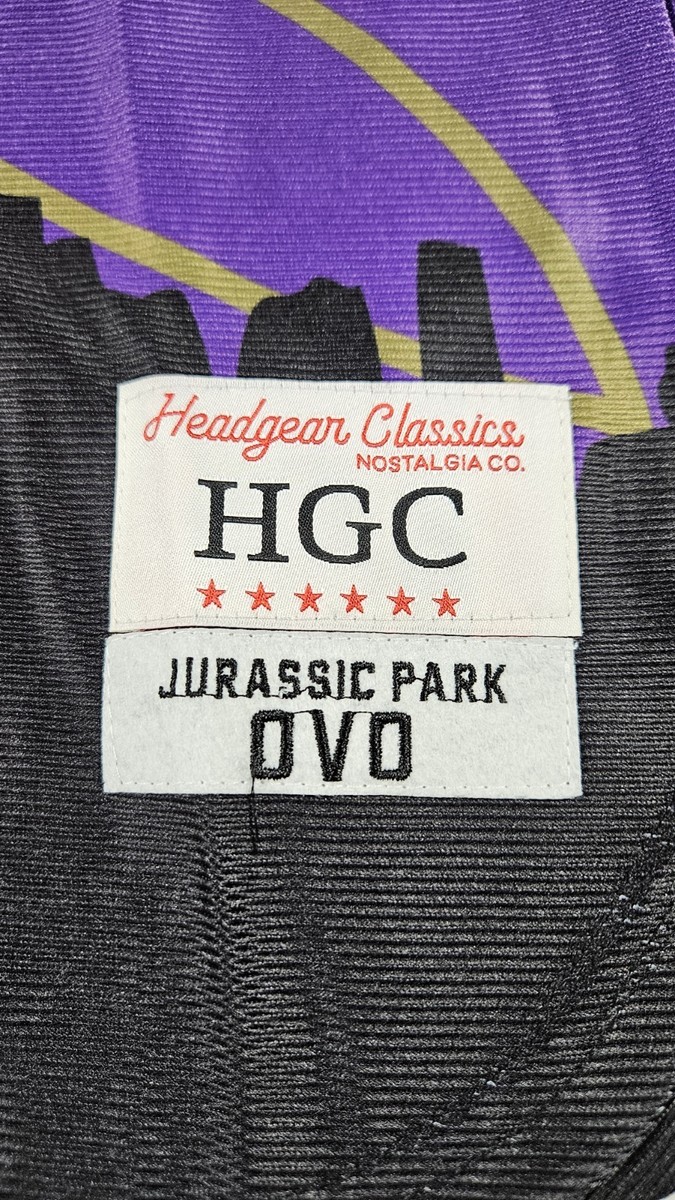 Headgear Classics
NOSTALGIA CO.
HGC
JURASSIC PARK
OVO